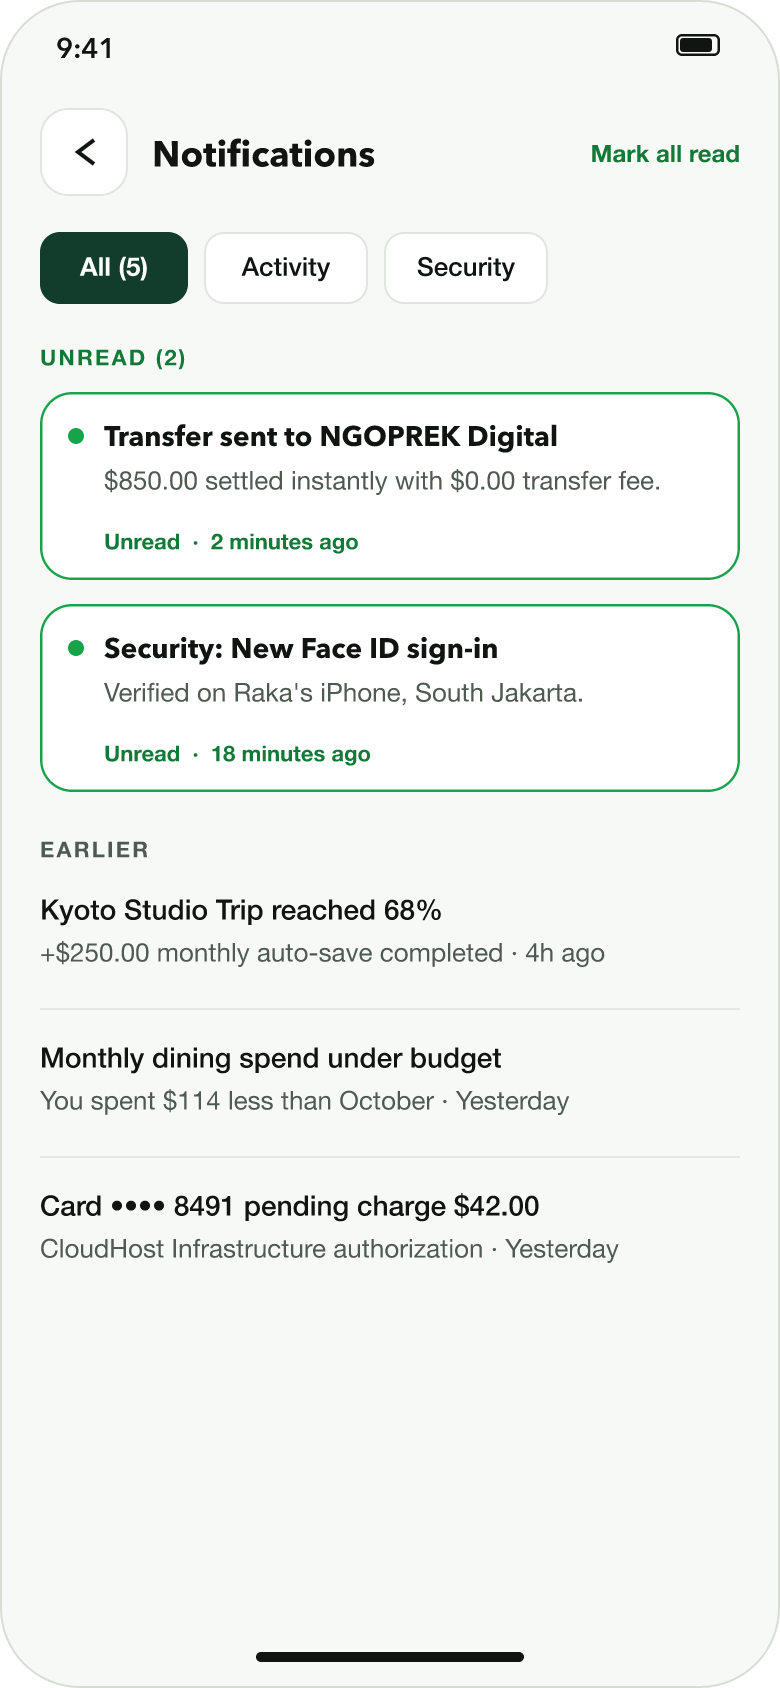 9:41
Notifications
Mark all read
All (5)
Activity
Security
UNREAD (2)
Transfer sent to NGOPREK Digital
$850.00 settled instantly with $0.00 transfer fee.
Unread · 2 minutes ago
Security: New Face ID sign-in
Verified on Raka's iPhone, South Jakarta.
Unread · 18 minutes ago
EARLIER
Kyoto Studio Trip reached 68%
+$250.00 monthly auto-save completed · 4h ago
Monthly dining spend under budget
You spent $114 less than October · Yesterday
Card •••• 8491 pending charge $42.00
CloudHost Infrastructure authorization · Yesterday